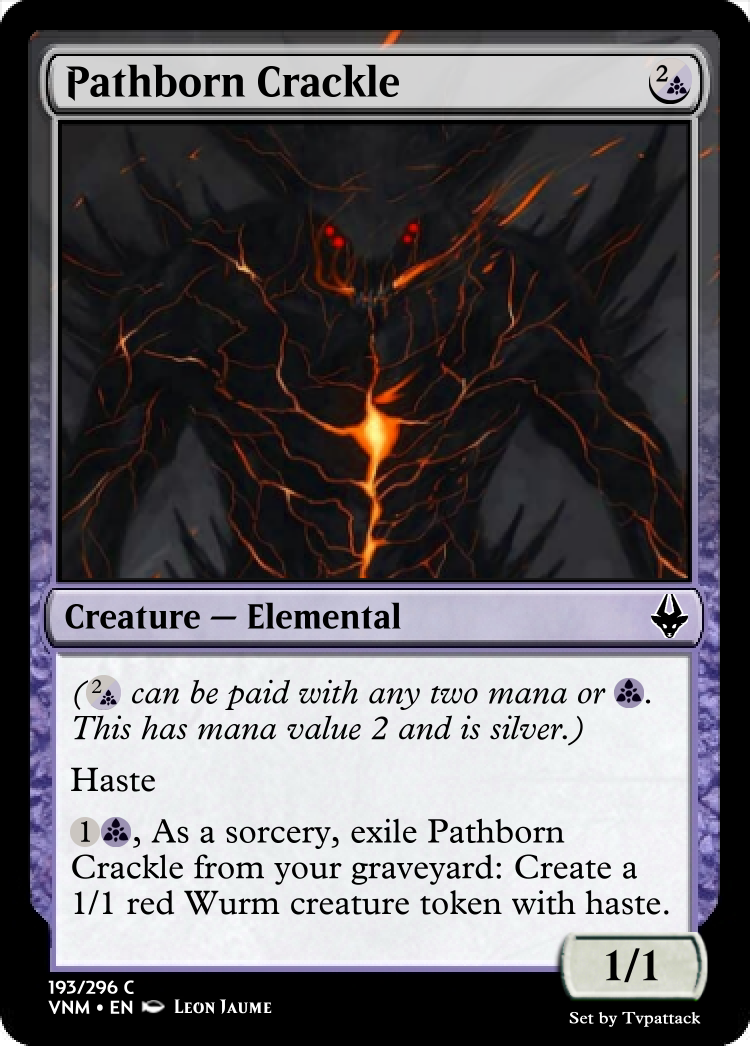 Pathborn Crackle
2
Creature — Elemental
(2 can be paid with any two mana or .
This has mana value 2 and is silver.)
Haste
1, As a sorcery, exile Pathborn
Crackle from your graveyard: Create a
1/1 red Wurm creature token with haste.
1/1
193/296 C
VNM • EN Leon Jaume
Set by Tvpattack